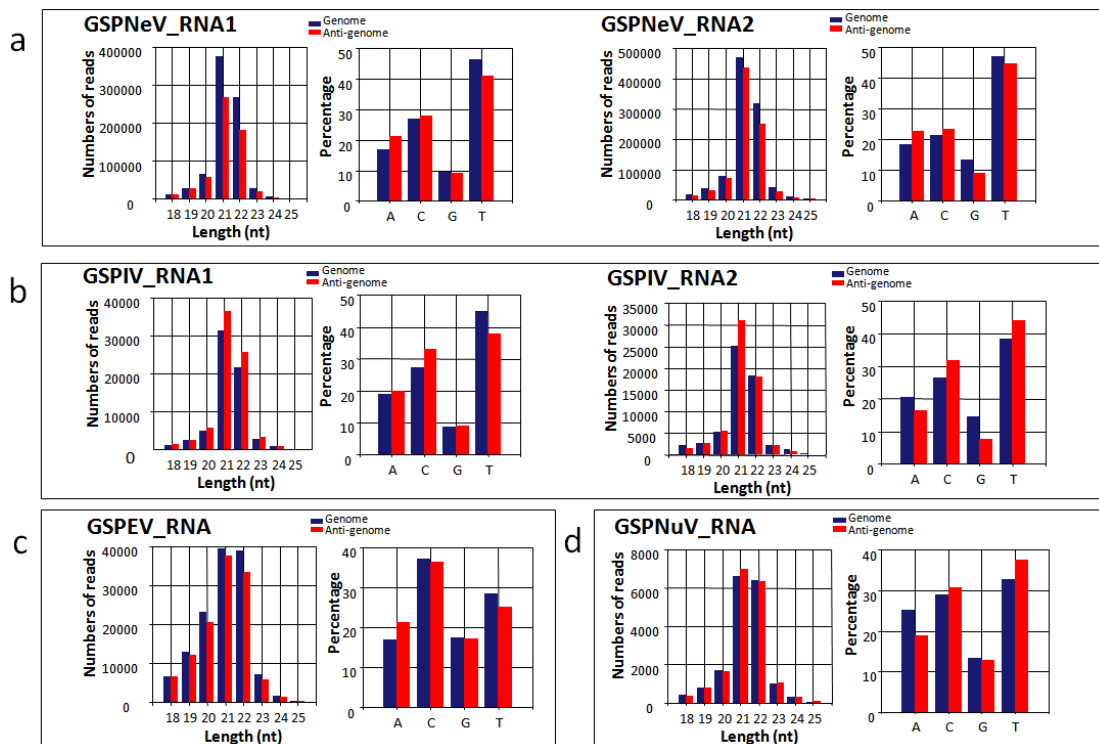 a
GSPNeV_RNA1
Genome
Anti-genome
Numbers of reads
400000
300000
200000
100000
0
18 19 20 21 22 23 24 25
Length (nt)
Percentage
50
40
30
20
10
0
A C G T
GSPNeV_RNA2
Genome
Anti-genome
Numbers of reads
500000
400000
300000
200000
100000
0
18 19 20 21 22 23 24 25
Length (nt)
Percentage
50
40
30
20
10
0
A C G T
b
GSPIV_RNA1
Genome
Anti-genome
Numbers of reads
40000
30000
20000
10000
0
18 19 20 21 22 23 24 25
Length (nt)
Percentage
50
40
30
20
10
0
A C G T
GSPIV_RNA2
Genome
Anti-genome
Numbers of reads
35000
30000
25000
20000
15000
10000
5000
0
18 19 20 21 22 23 24 25
Length (nt)
Percentage
50
40
30
20
10
0
A C G T
c
GSPEV_RNA
Genome
Anti-genome
Numbers of reads
40000
30000
20000
10000
0
18 19 20 21 22 23 24 25
Length (nt)
Percentage
40
30
20
10
0
A C G T
d
GSPNuV_RNA
Genome
Anti-genome
Numbers of reads
8000
6000
4000
2000
0
18 19 20 21 22 23 24 25
Length (nt)
Percentage
40
30
20
10
0
A C G T